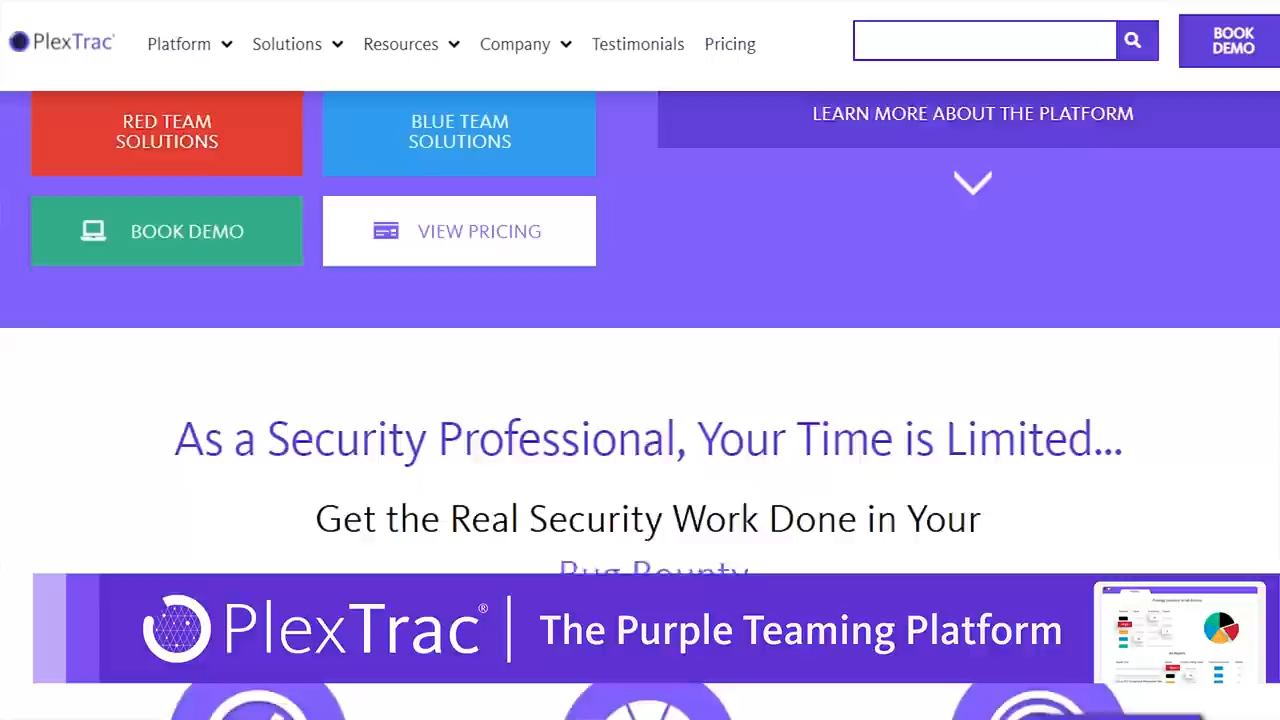 PlexTrac
Platform
Solutions
Resources
Company
Testimonials
Pricing
BOOK
DEMO
RED TEAM
SOLUTIONS
BLUE TEAM
SOLUTIONS
LEARN MORE ABOUT THE PLATFORM
BOOK DEMO
VIEW PRICING
As a Security Professional, Your Time is Limited...
Get the Real Security Work Done in Your
Bug Bounty
PlexTrac® | The Purple Teaming Platform